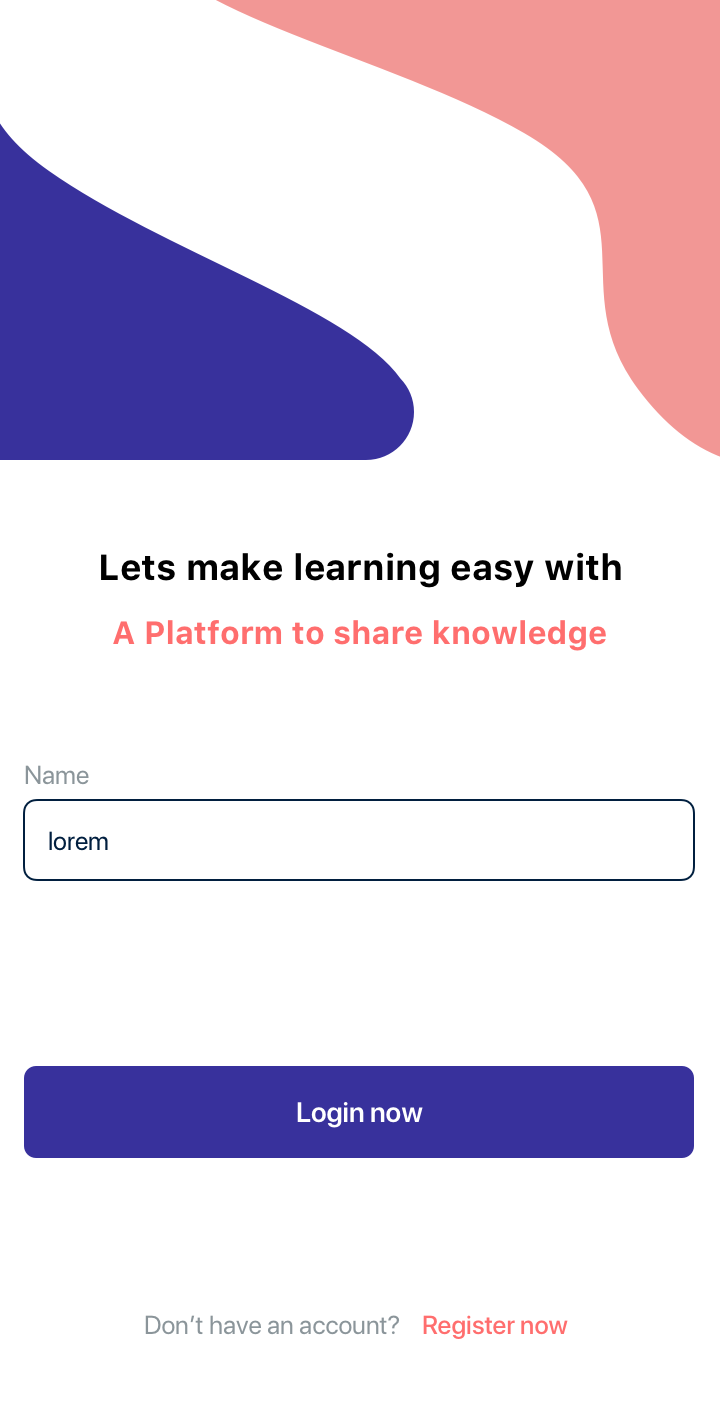 Lets make learning easy with
A Platform to share knowledge
Name
lorem
Login now
Don’t have an account? Register now